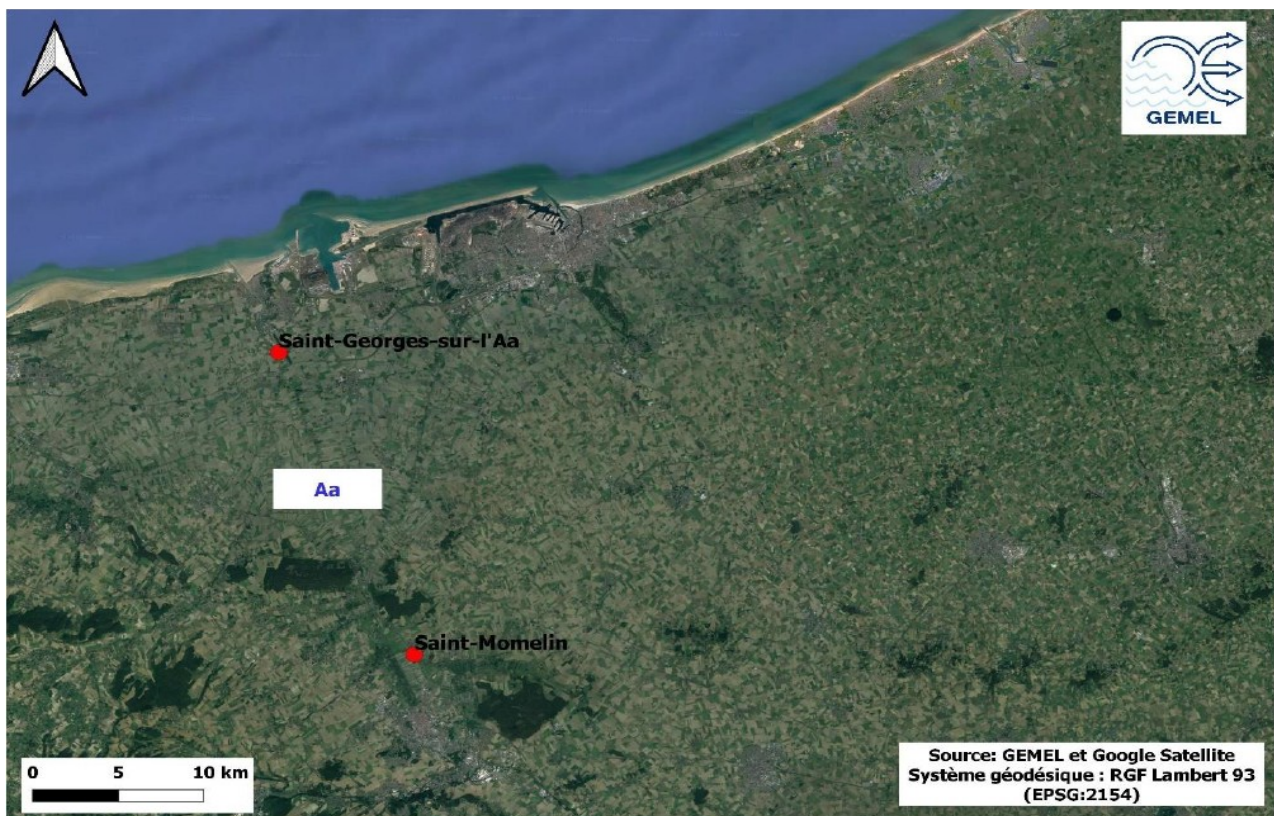 GEMEL
Saint-Georges-sur-l'Aa
Aa
Saint-Momelin
0 5 10 km
Source: GEMEL et Google Satellite
Système géodésique : RGF Lambert 93
(EPSG:2154)